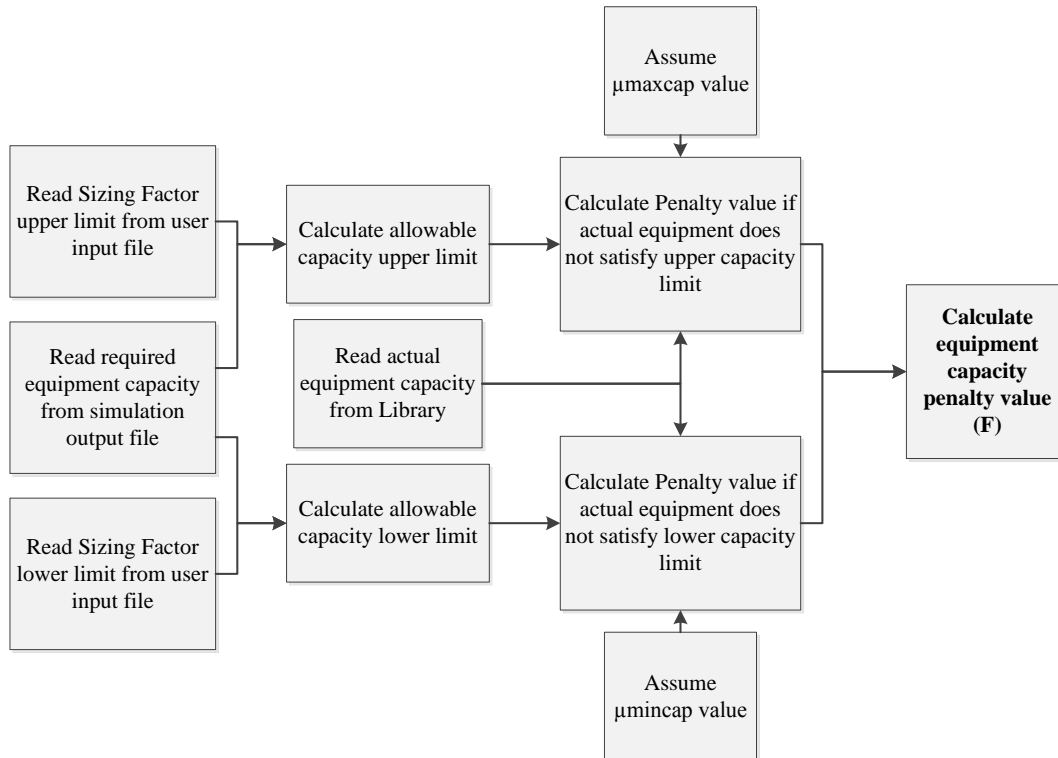 Assume
µmaxcap value
Read Sizing Factor
upper limit from user
input file
Calculate allowable
capacity upper limit
Calculate Penalty value if
actual equipment does
not satisfy upper capacity
limit
Read required
equipment capacity
from simulation
output file
Read actual
equipment capacity
from Library
Calculate
equipment
capacity
penalty value
(F)
Read Sizing Factor
lower limit from user
input file
Calculate allowable
capacity lower limit
Calculate Penalty value if
actual equipment does
not satisfy lower capacity
limit
Assume
µmincap value